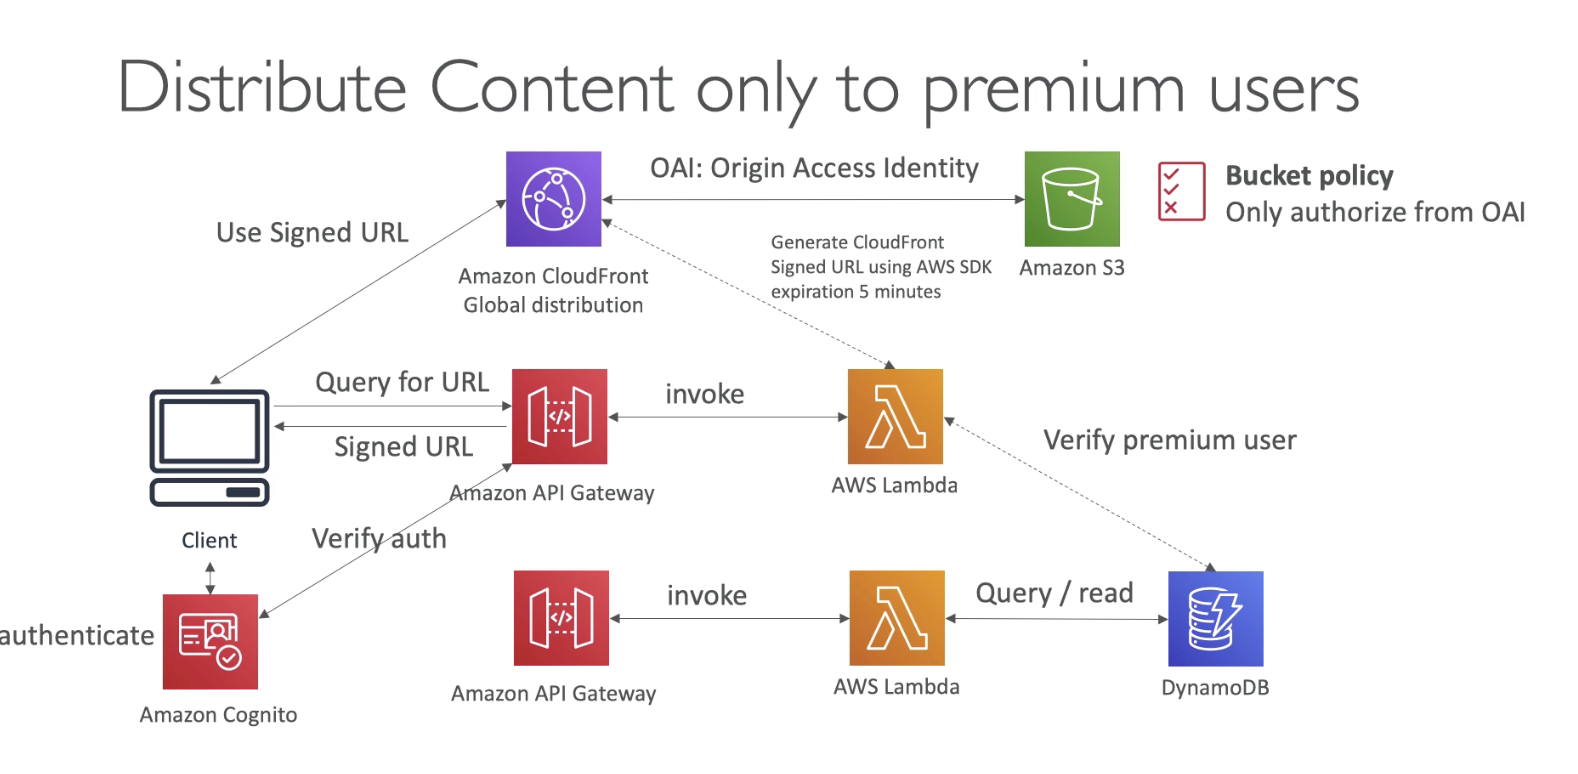 Distribute Content only to premium users
OAI: Origin Access Identity
Bucket policy
Only authorize from OAI
Use Signed URL
Generate CloudFront
Signed URL using AWS SDK
expiration 5 minutes
Amazon S3
Amazon CloudFront
Global distribution
Query for URL
invoke
Signed URL
Verify premium user
Amazon API Gateway
AWS Lambda
Client
Verify auth
invoke
Query / read
authenticate
Amazon API Gateway
AWS Lambda
DynamoDB
Amazon Cognito